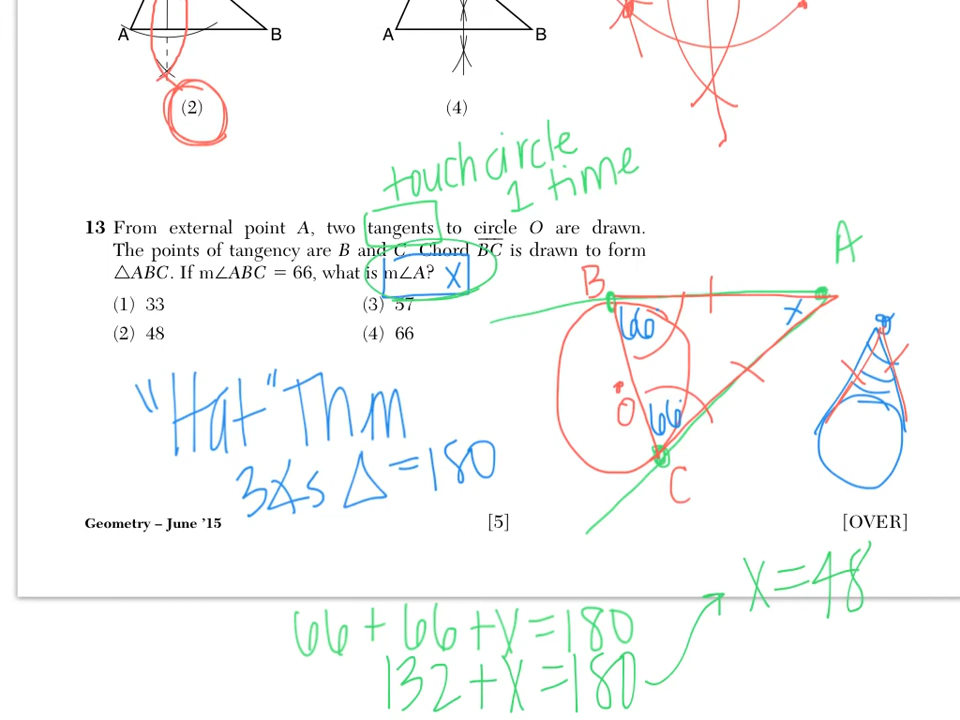 A B A B
(2) (4)
touch circle
1 time
13 From external point A, two tangents to circle O are drawn.
The points of tangency are B and C. Chord BC is drawn to form
△ABC. If m∠ABC = 66, what is m∠A? X
(1) 33 (3) 57
(2) 48 (4) 66
A
B
66
x
O
66
C
"Hat" Thm
3∡s △=180
Geometry – June '15 [5] [OVER]
x=48
66+66+x=180
132+x=180